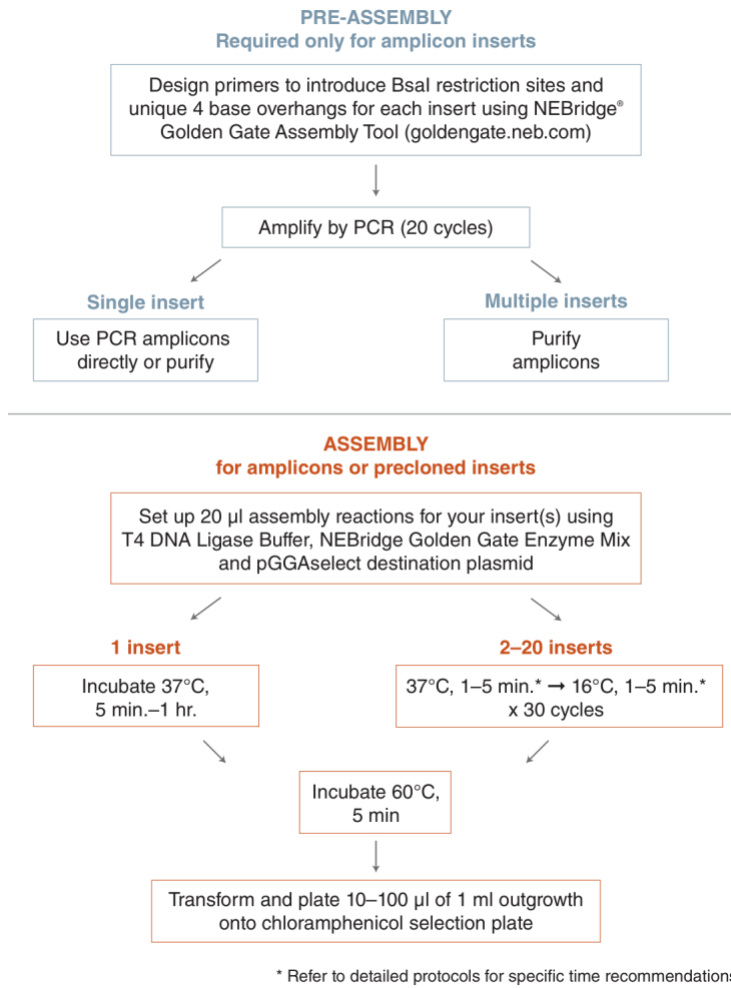 PRE-ASSEMBLY
Required only for amplicon inserts
Design primers to introduce BsaI restriction sites and
unique 4 base overhangs for each insert using NEBridge®
Golden Gate Assembly Tool (goldengate.neb.com)
Amplify by PCR (20 cycles)
Single insert
Use PCR amplicons
directly or purify
Multiple inserts
Purify
amplicons
ASSEMBLY
for amplicons or precloned inserts
Set up 20 µl assembly reactions for your insert(s) using
T4 DNA Ligase Buffer, NEBridge Golden Gate Enzyme Mix
and pGGAselect destination plasmid
1 insert
Incubate 37°C,
5 min.–1 hr.
2–20 inserts
37°C, 1–5 min.* → 16°C, 1–5 min.*
x 30 cycles
Incubate 60°C,
5 min
Transform and plate 10–100 µl of 1 ml outgrowth
onto chloramphenicol selection plate
* Refer to detailed protocols for specific time recommendations